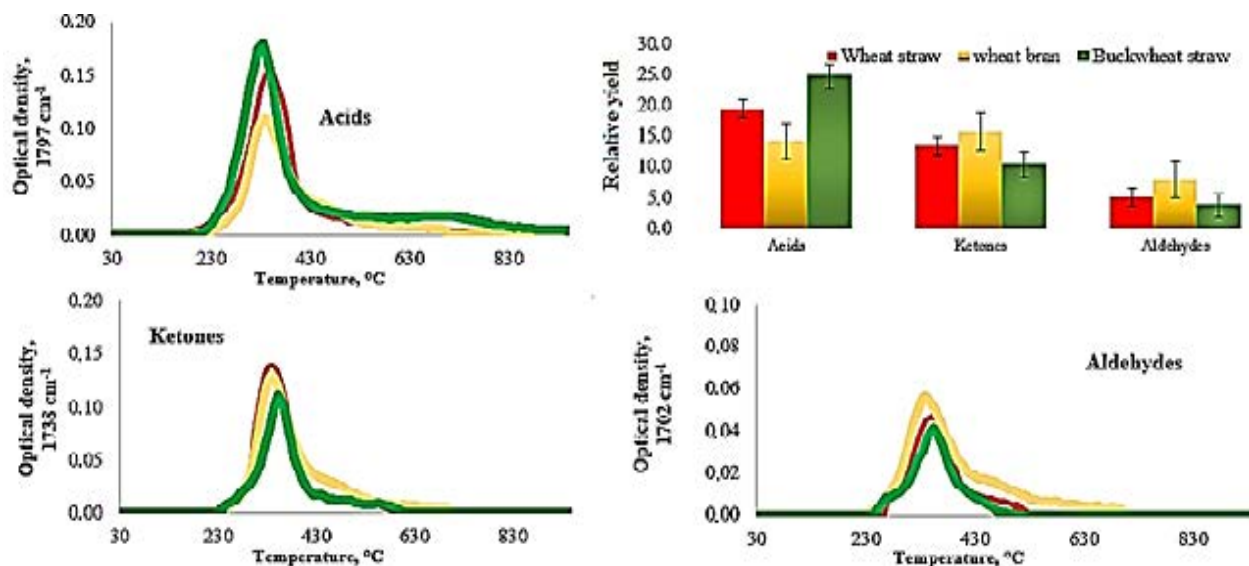 0.20
0.15
0.10
0.05
0.00
Optical density,
1797 cm-1
Acids
30 230 430 630 830
Temperature, °C
30.0
25.0
20.0
15.0
10.0
5.0
0.0
Relative yield
Wheat straw wheat bran Buckwheat straw
Acids Ketones Aldehydes
0.20
0.15
0.10
0.05
0.00
Optical density,
1738 cm-1
Ketones
30 230 430 630 830
Temperature, °C
0,10
0,08
0,06
0,04
0,02
0,00
Optical density,
1702 cm-1
Aldehydes
30 230 430 630 830
Temperature, °C